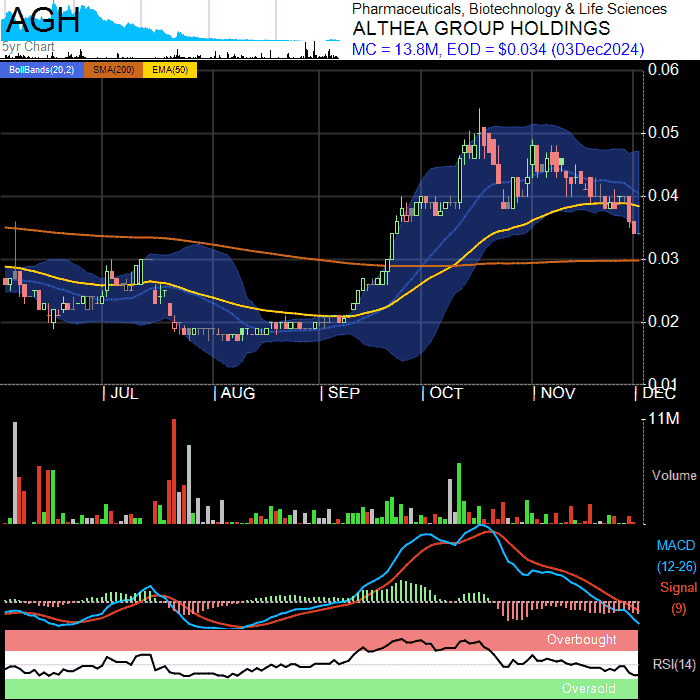 AGH
5yr Chart
Pharmaceuticals, Biotechnology & Life Sciences
ALTHEA GROUP HOLDINGS
MC = 13.8M, EOD = $0.034 (03Dec2024)
BollBands(20,2) SMA(200) EMA(50)
0.06
0.05
0.04
0.03
0.02
0.01
| JUL | AUG | SEP | OCT | NOV | DEC
11M
Volume
MACD
(12-26)
Signal
(9)
Overbought
RSI(14)
Oversold